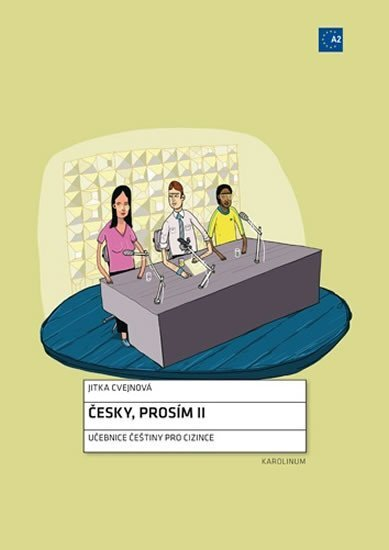 A2
JITKA CVEJNOVÁ
ČESKY, PROSÍM II
UČEBNICE ČEŠTINY PRO CIZINCE
KAROLINUM